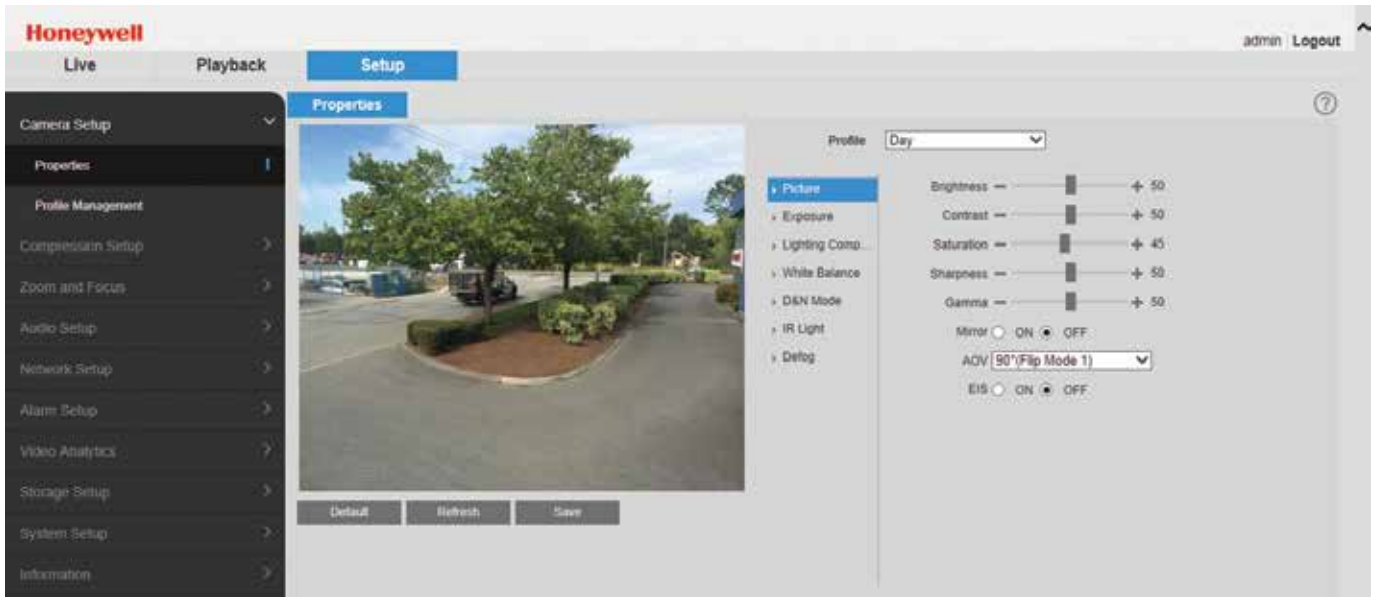 Honeywell
admin Logout
Live Playback Setup
Camera Setup
Properties
Profile Management
Compression Setup
Zoom and Focus
Audio Setup
Network Setup
Alarm Setup
Video Analytics
Storage Setup
System Setup
Information
Properties
?
Profile Day
Picture
Exposure
Lighting Comp...
White Balance
D&N Mode
IR Light
Defog
Brightness − + 50
Contrast − + 50
Saturation − + 45
Sharpness − + 50
Gamma − + 50
Mirror ON OFF
AOV 90°(Flip Mode 1)
EIS ON OFF
Default Refresh Save